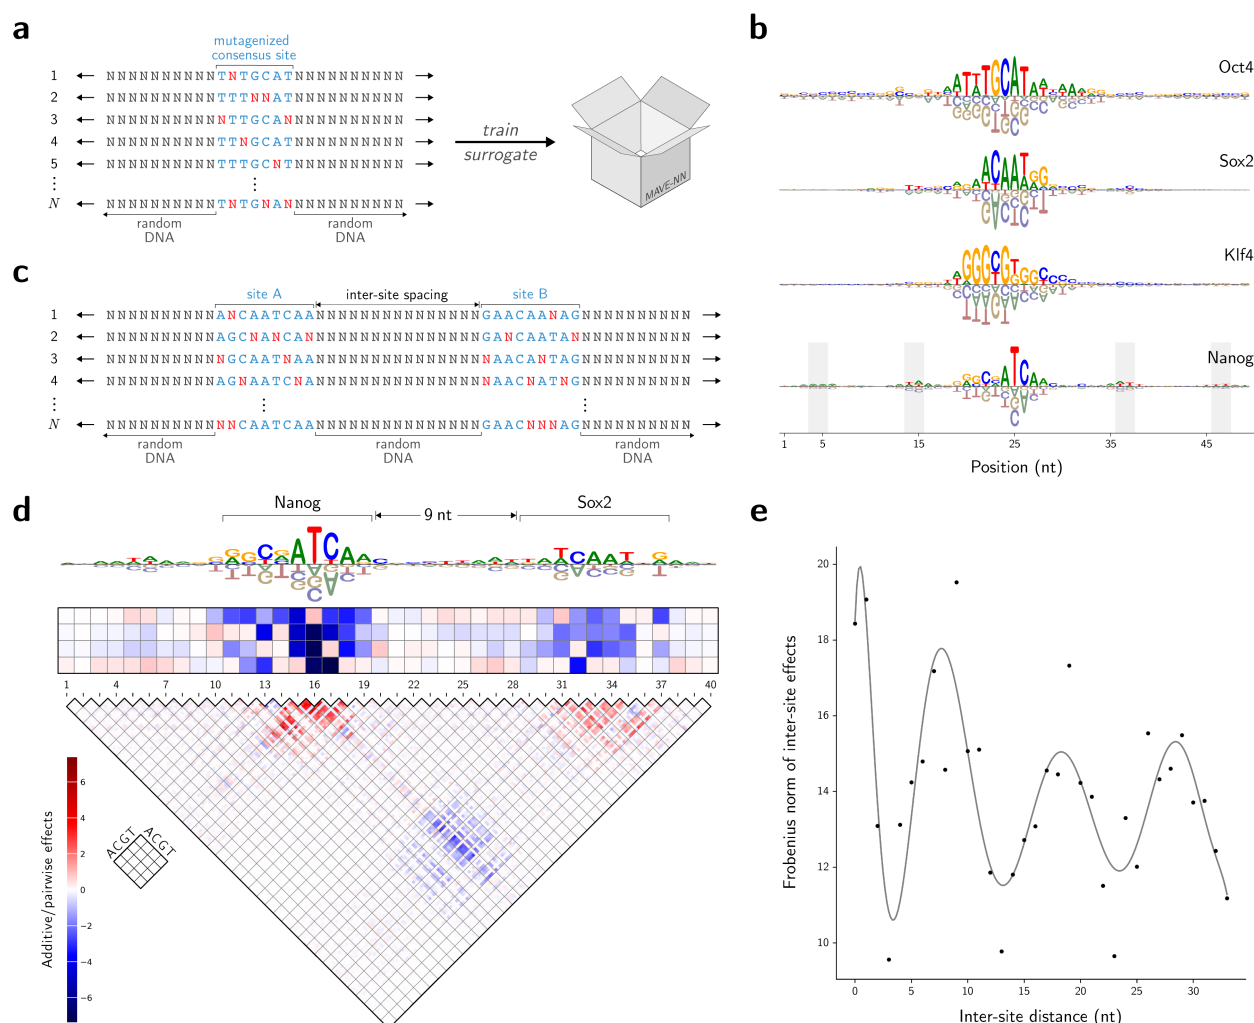 a
mutagenized
consensus site
1 NNNNNNNNNNTNTGCATNNNNNNNNNN
2 NNNNNNNNNNTTTNNATNNNNNNNNNN
3 NNNNNNNNNNNTTGCANNNNNNNNNNN
4 NNNNNNNNNNTTNGCATNNNNNNNNNN
5 NNNNNNNNNNTTTGCNTNNNNNNNNNN
N NNNNNNNNNNTNTGNANNNNNNNNNNN
random
DNA
random
DNA
train
surrogate
MAVE-NN
b
Oct4
Sox2
Klf4
Nanog
1 5 15 25 35 45
Position (nt)
c
site A inter-site spacing site B
1 NNNNNNNNNNANCAATCAANNNNNNNNNNNNNNNGAACAANAGNNNNNNNNNN
2 NNNNNNNNNNAGCNANCANNNNNNNNNNNNNNNNGANCAATANNNNNNNNNNN
3 NNNNNNNNNNANGCAATNAANNNNNNNNNNNNNNNNAACANTAGNNNNNNNNNN
4 NNNNNNNNNNAGNAATCNANNNNNNNNNNNNNNNNAACNATNGNNNNNNNNNN
N NNNNNNNNNNNNCAATCAANNNNNNNNNNNNNNNGAACNNNAGNNNNNNNNNN
random
DNA
random
DNA
random
DNA
d
Nanog 9 nt Sox2
1 4 7 10 13 16 19 22 25 28 31 34 37 40
Additive/pairwise effects
6
4
2
0
−2
−4
−6
ACGT ACGT
e
Frobenius norm of inter-site effects
20
18
16
14
12
10
0 5 10 15 20 25 30
Inter-site distance (nt)